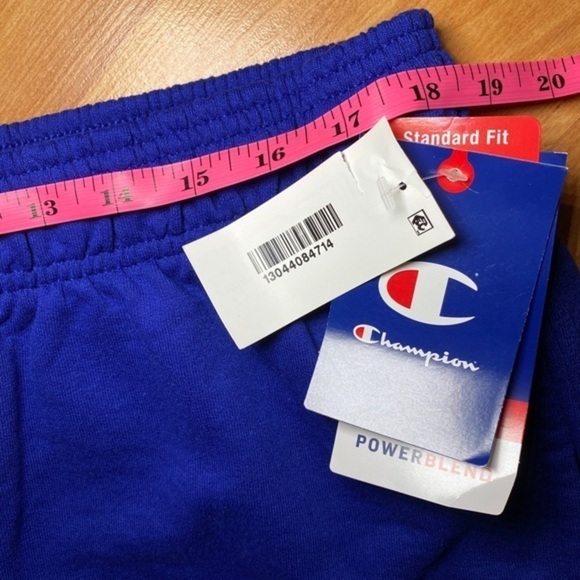 13 14 15 16 17 18 19 20
Standard Fit
13044084714
Champion
POWERBLEND